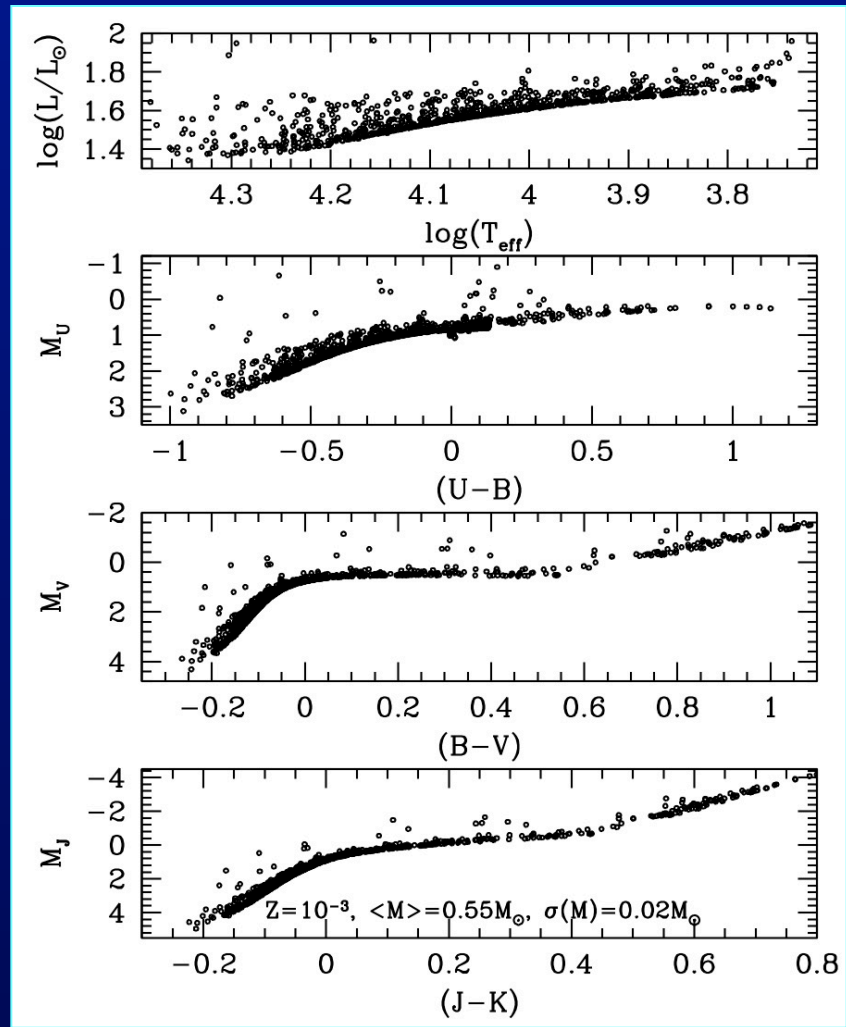 2
1.8
1.6
1.4
log(L/L☉)
4.3 4.2 4.1 4 3.9 3.8
log(Teff)
−1
0
1
2
3
M_U
−1 −0.5 0 0.5 1
(U−B)
−2
0
2
4
M_V
−0.2 0 0.2 0.4 0.6 0.8 1
(B−V)
−4
−2
0
2
4
M_J
Z=10⁻³, <M>=0.55M☉, σ(M)=0.02M☉
−0.2 0 0.2 0.4 0.6 0.8
(J−K)